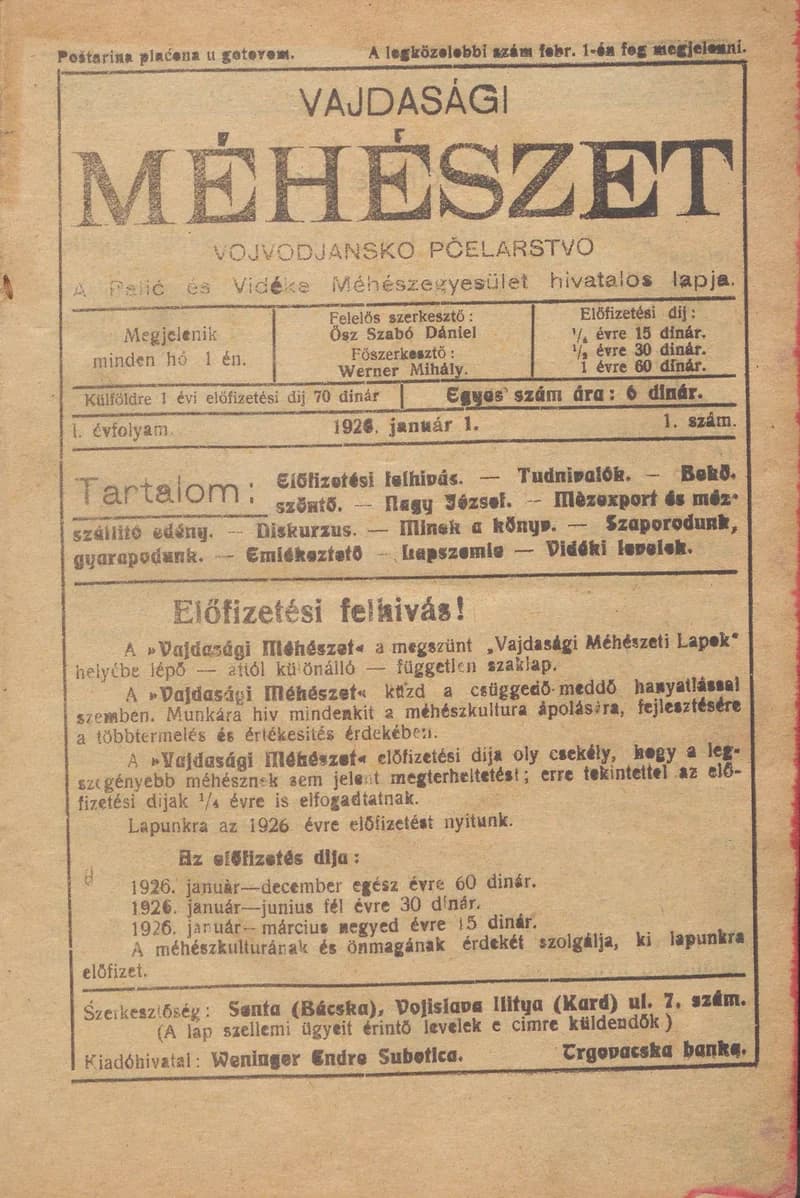 Poštarina plaćena u gotovom. A legközelebbi szám febr. 1-én fog megjelenni.
VAJDASÁGI
MÉHÉSZET
VOJVODJANSKO PČELARSTVO
A Palić és Vidéke Méhészegyesület hivatalos lapja.
Megjelenik
minden hó 1 én.
Felelős szerkesztő:
Ősz Szabó Dániel
Főszerkesztő:
Werner Mihály.
Előfizetési díj:
¼ évre 15 dinár.
½ évre 30 dinár.
1 évre 60 dinár.
Külföldre 1 évi előfizetési dij 70 dinár
Egyes szám ára: 6 dinár.
I. évfolyam. 1926. január 1. 1. szám.
Tartalom: Előfizetési felhivás. — Tudnivalók. — Bekö-
szöntő. — Nagy József. — Mèzexport és méz-
szállitó edény. — Diskurzus. — Minek a könyv. — Szaporodunk,
gyarapodunk. — Emlékeztető — Lapszemle — Vidéki levelek.
Előfizetési felhivás!
A »Vajdasági Méhészet« a megszünt „Vajdasági Méhészeti Lapok"
helyébe lépő — attól különálló — független szaklap.
A »Vajdasági Méhészet« küzd a csüggedő-meddő hanyatlással
szemben. Munkára hiv mindenkit a méhészkultura ápolására, fejlesztésére
a többtermelés és értékesités érdekében.
A »Vajdasági Méhészet« előfizetési dija oly csekély, hogy a leg-
szegényebb méhésznek sem jelent megterheltetést; erre tekintettel az elő-
fizetési dijak ¼ évre is elfogadtatnak.
Lapunkra az 1926 évre előfizetést nyitunk.
Az előfizetés dija:
1926. januàr—december egész évre 60 dinár.
1926. január—junius fél évre 30 dinár.
1926. január—március negyed évre 15 dinár.
A méhészkulturának és önmagának érdekét szolgálja, ki lapunkra
előfizet.
Szerkesztőség: Senta (Bácska), Vojislava Ilitya (Kard) ul. 7. szám.
(A lap szellemi ügyeit érintő levelek e cimre küldendők)
Kiadóhivatal: Weninger Endre Subotica. Trgovacska banka.